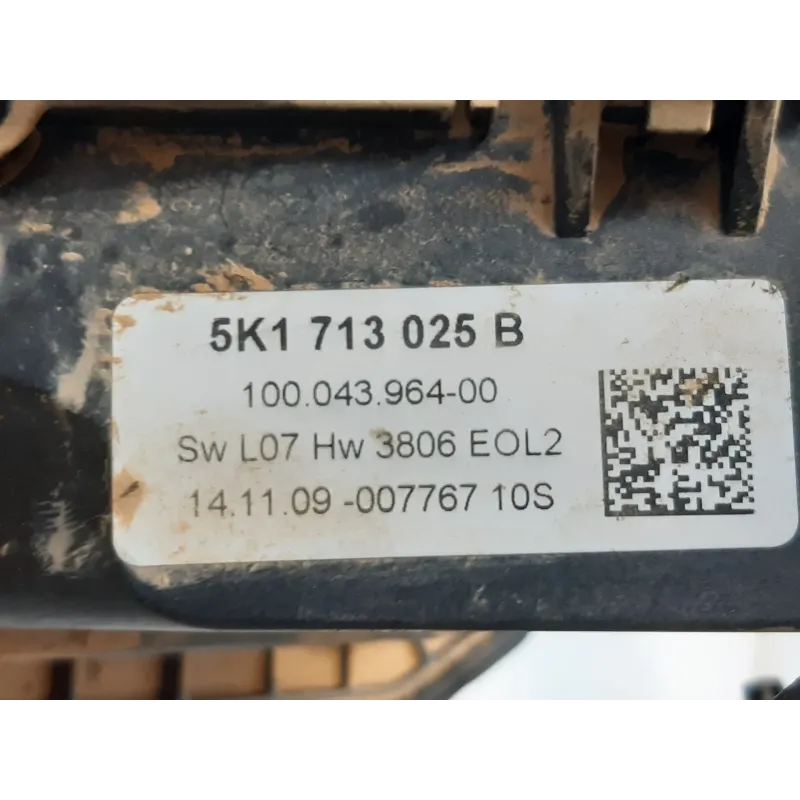 5K1 713 025 B
100.043.964-00
Sw L07 Hw 3806 EOL2
14.11.09 -007767 10S